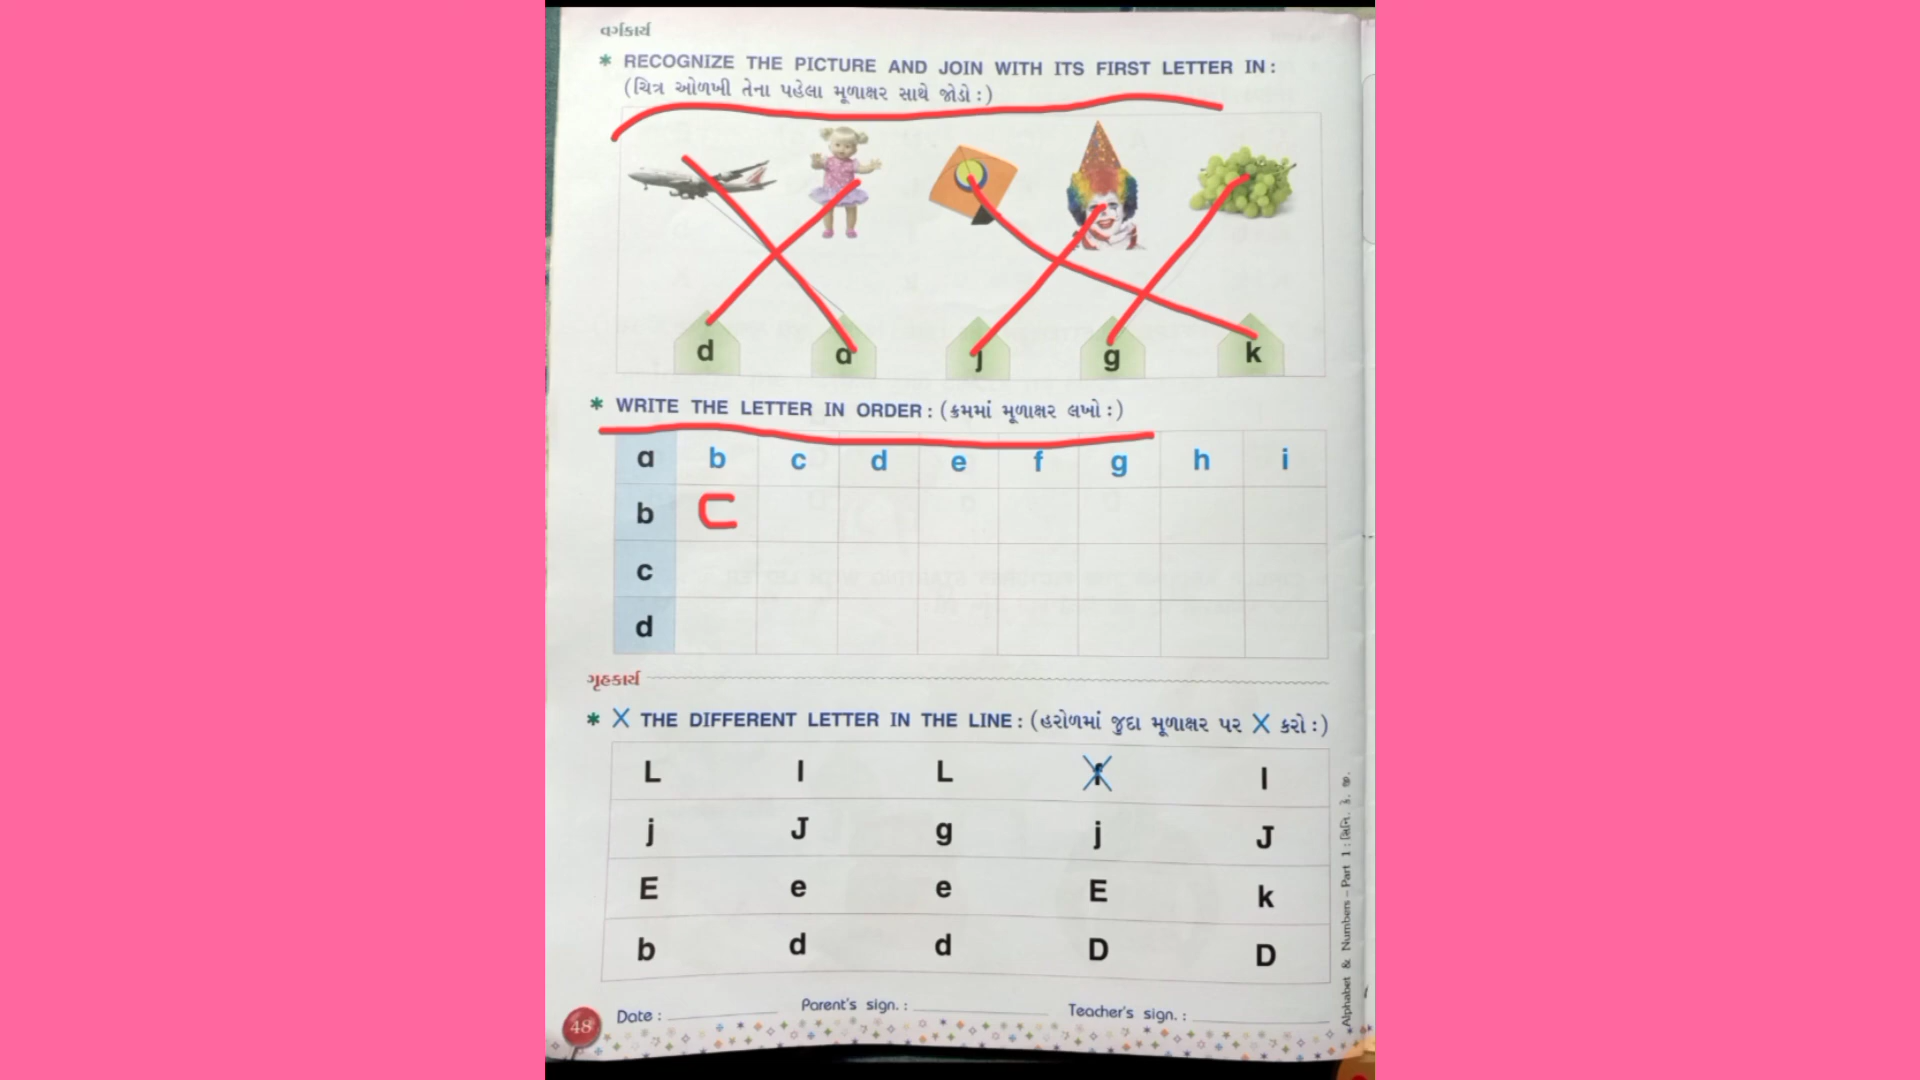 વર્ગકાર્ય
* RECOGNIZE THE PICTURE AND JOIN WITH ITS FIRST LETTER IN:
(ચિત્ર ઓળખી તેના પહેલા મૂળાક્ષર સાથે જોડો:)
d a j g k
* WRITE THE LETTER IN ORDER: (ક્રમમાં મૂળાક્ષર લખો:)
a b c d e f g h i
b C
c
d
ગૃહકાર્ય
* X THE DIFFERENT LETTER IN THE LINE: (હરોળમાં જુદા મૂળાક્ષર પર X કરો:)
L l L f l
j J g j J
E e e E k
b d d D D
Date: Parent's sign.: Teacher's sign.:
48
Alphabet & Numbers – Part 1: સિનિ. કે. જી.